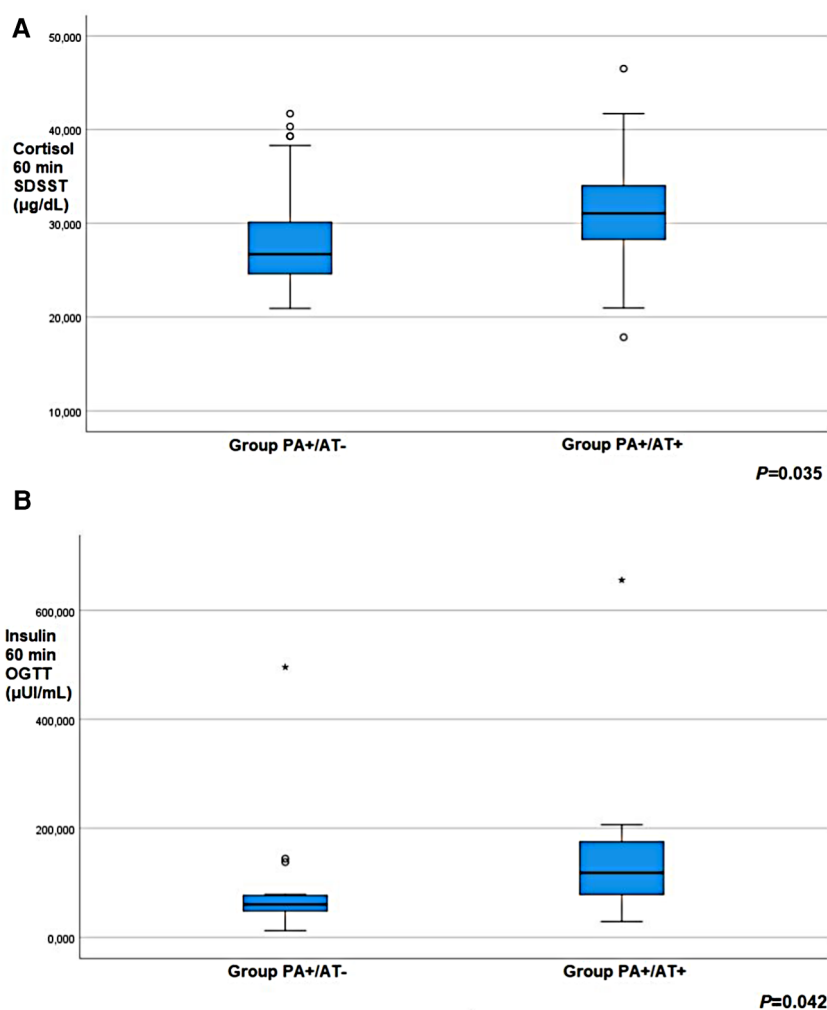 A
50,000
40,000
Cortisol
60 min
SDSST
(µg/dL)
30,000
20,000
10,000
Group PA+/AT-
Group PA+/AT+
P=0.035
B
600,000
Insulin
60 min
OGTT
(µUI/mL)
400,000
200,000
0,000
Group PA+/AT-
Group PA+/AT+
P=0.042